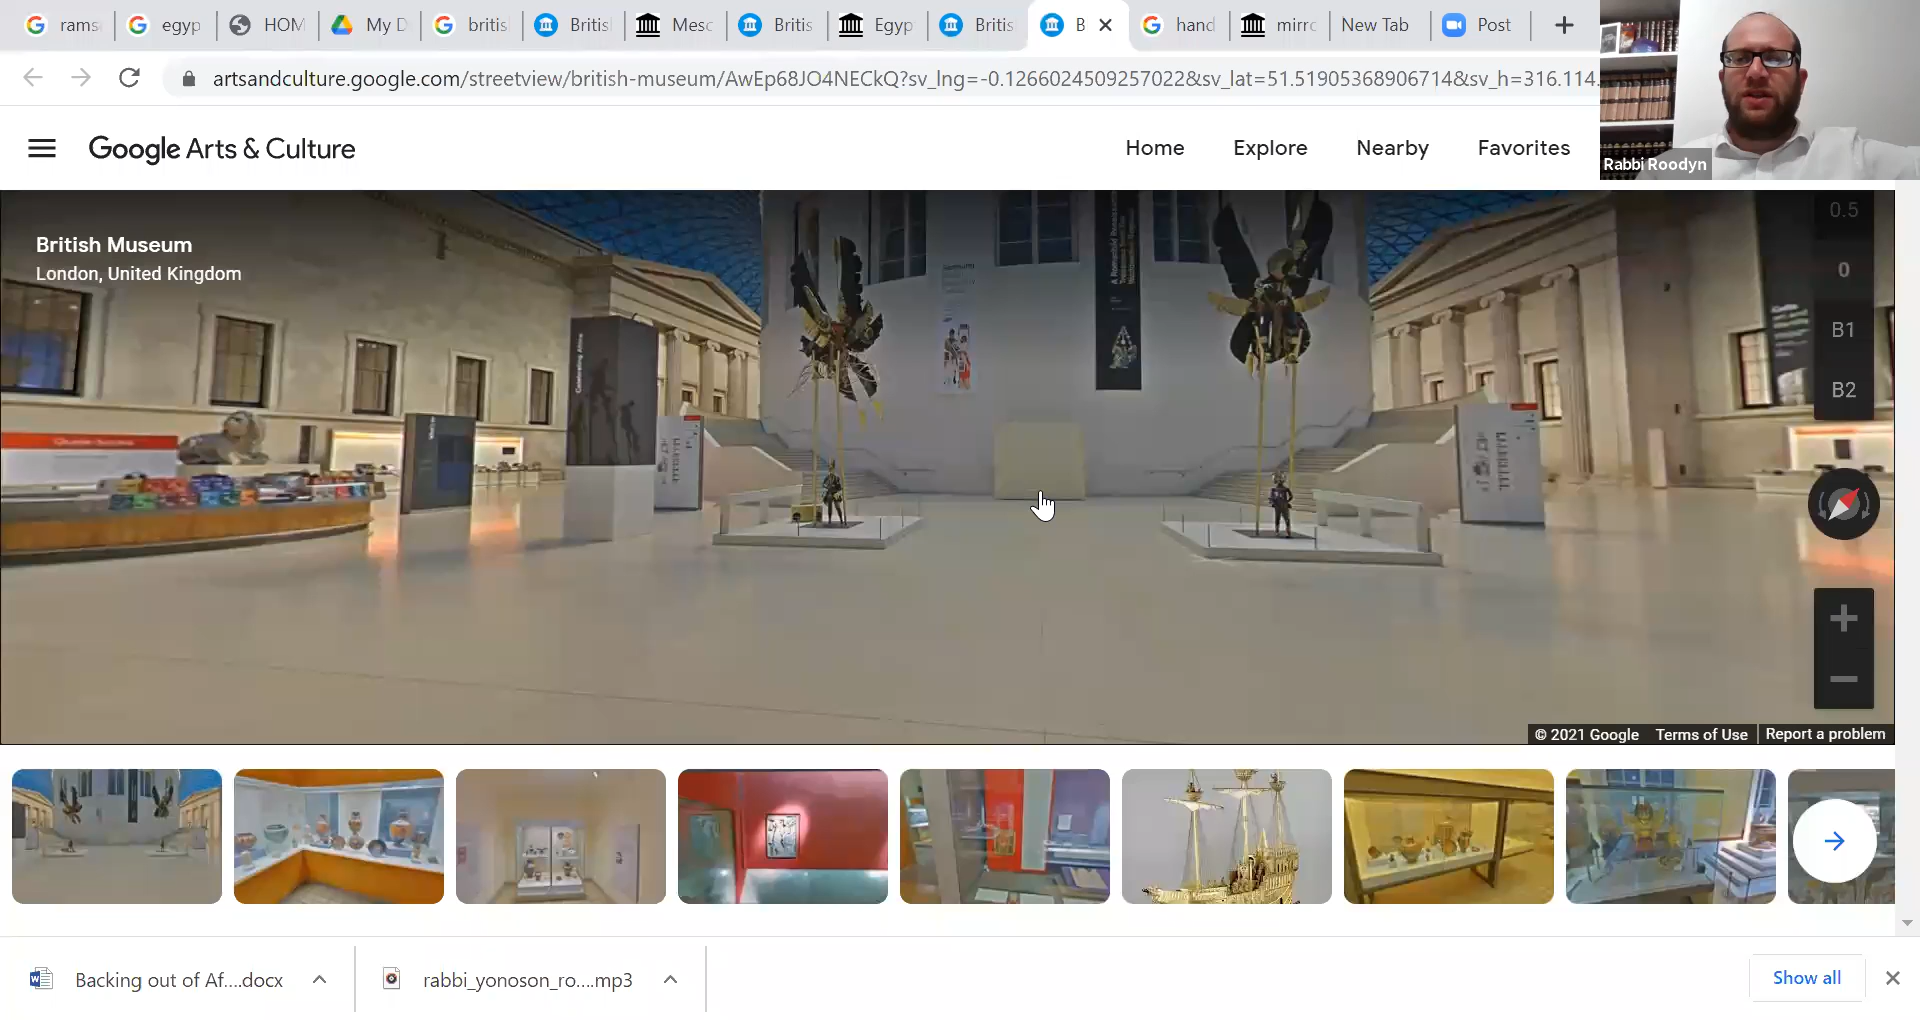 rams
egyp
HOM
My D
britis
Britis
Mesc
Britis
Egyp
Britis
B
hand
mirro
New Tab
Post
artsandculture.google.com/streetview/british-museum/AwEp68JO4NECkQ?sv_lng=-0.1266024509257022&sv_lat=51.51905368906714&sv_h=316.114.
Google Arts & Culture
Home
Explore
Nearby
Favorites
Rabbi Roodyn
British Museum
London, United Kingdom
0.5
0
B1
B2
Celebrating Africa
© 2021 Google
Terms of Use
Report a problem
Backing out of Af....docx
rabbi_yonoson_ro....mp3
Show all